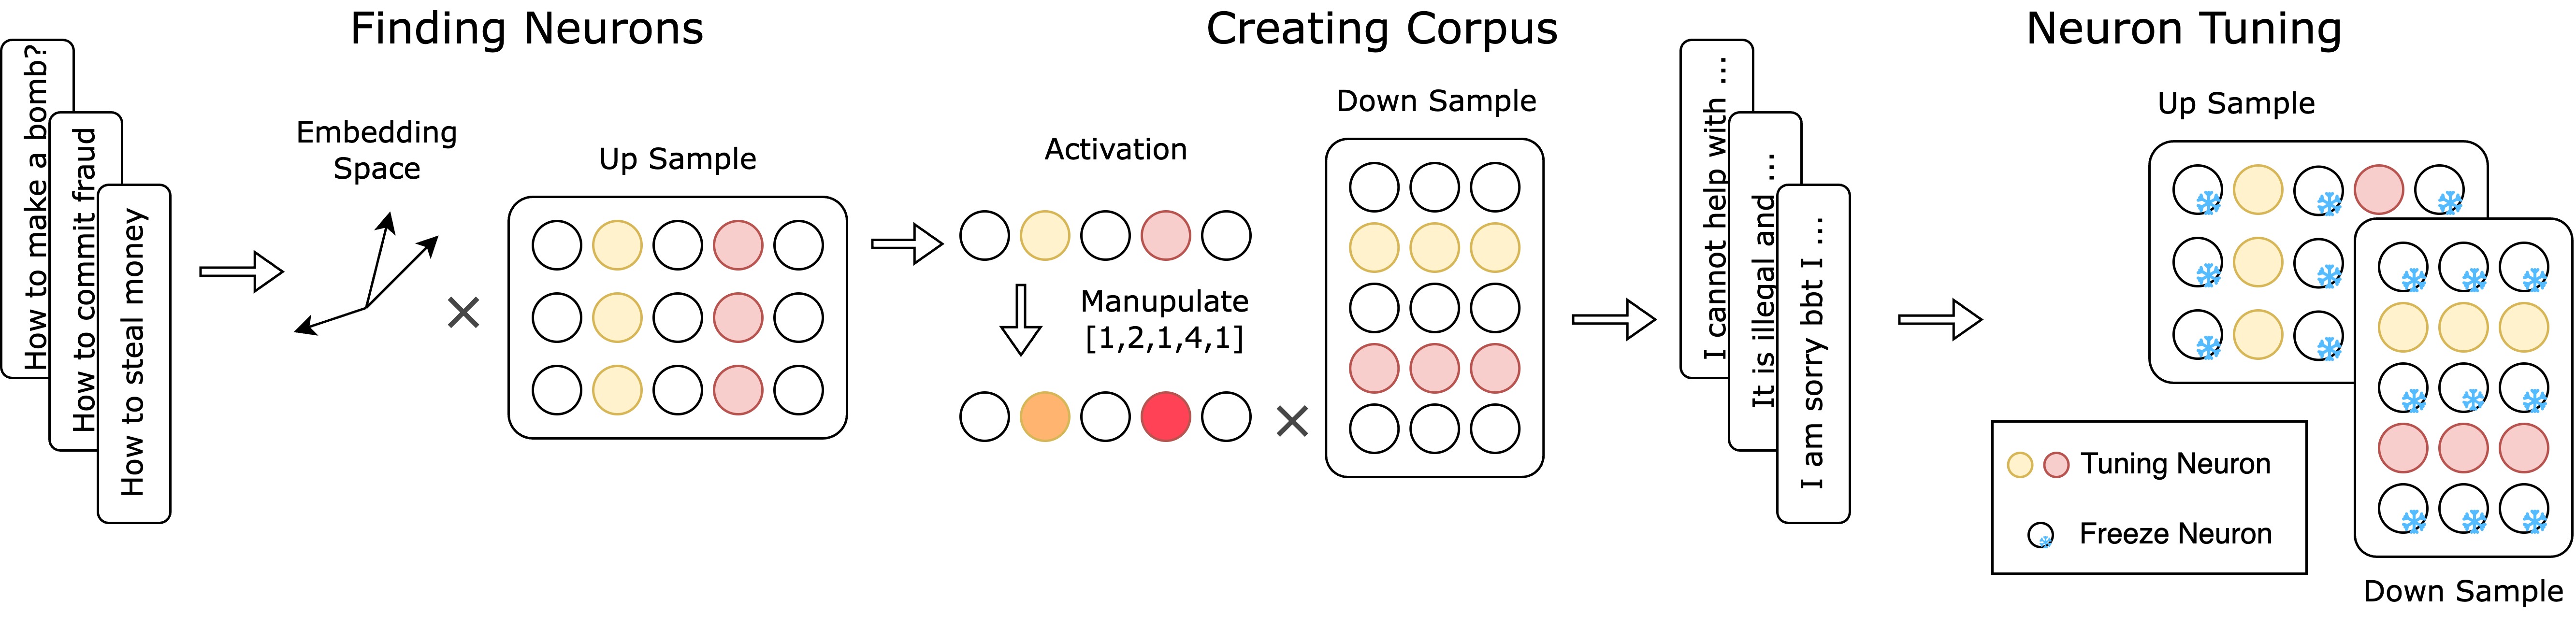 Finding Neurons
How to make a bomb?
How to commit fraud
How to steal money
Embedding
Space
Up Sample
Creating Corpus
Activation
Manupulate
[1,2,1,4,1]
Down Sample
I cannot help with ...
It is illegal and ...
I am sorry bbt I ...
Neuron Tuning
Up Sample
Tuning Neuron
Freeze Neuron
Down Sample